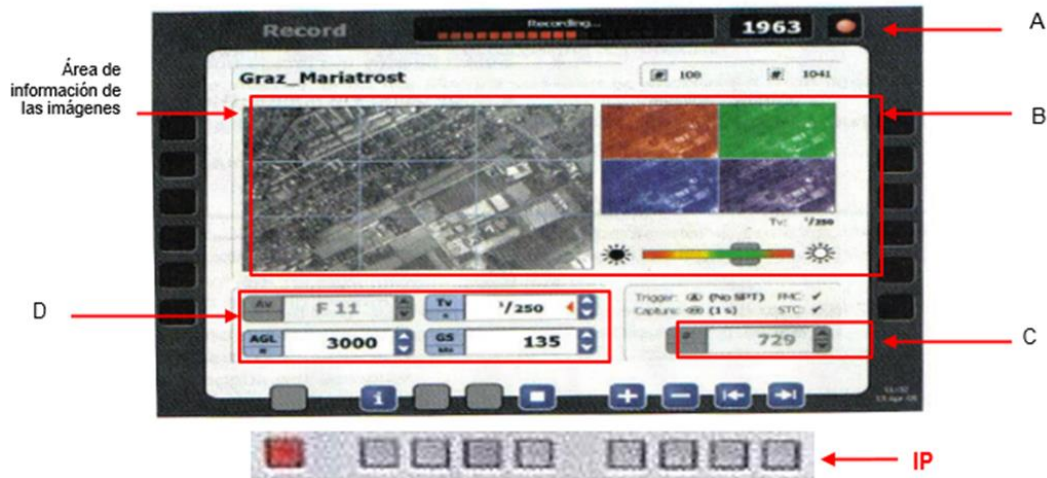 Record
Recording...
1963
A
Área de
información de
las imágenes
Graz_Mariatrost
# 100
# 1041
B
Tv: 1/250
D
Av F 11
Tv 1/250
Trigger: (No SPT) FMC: ✓
Capture: (1 s) STC: ✓
AGL 3000
GS 135
729
C
i
IP